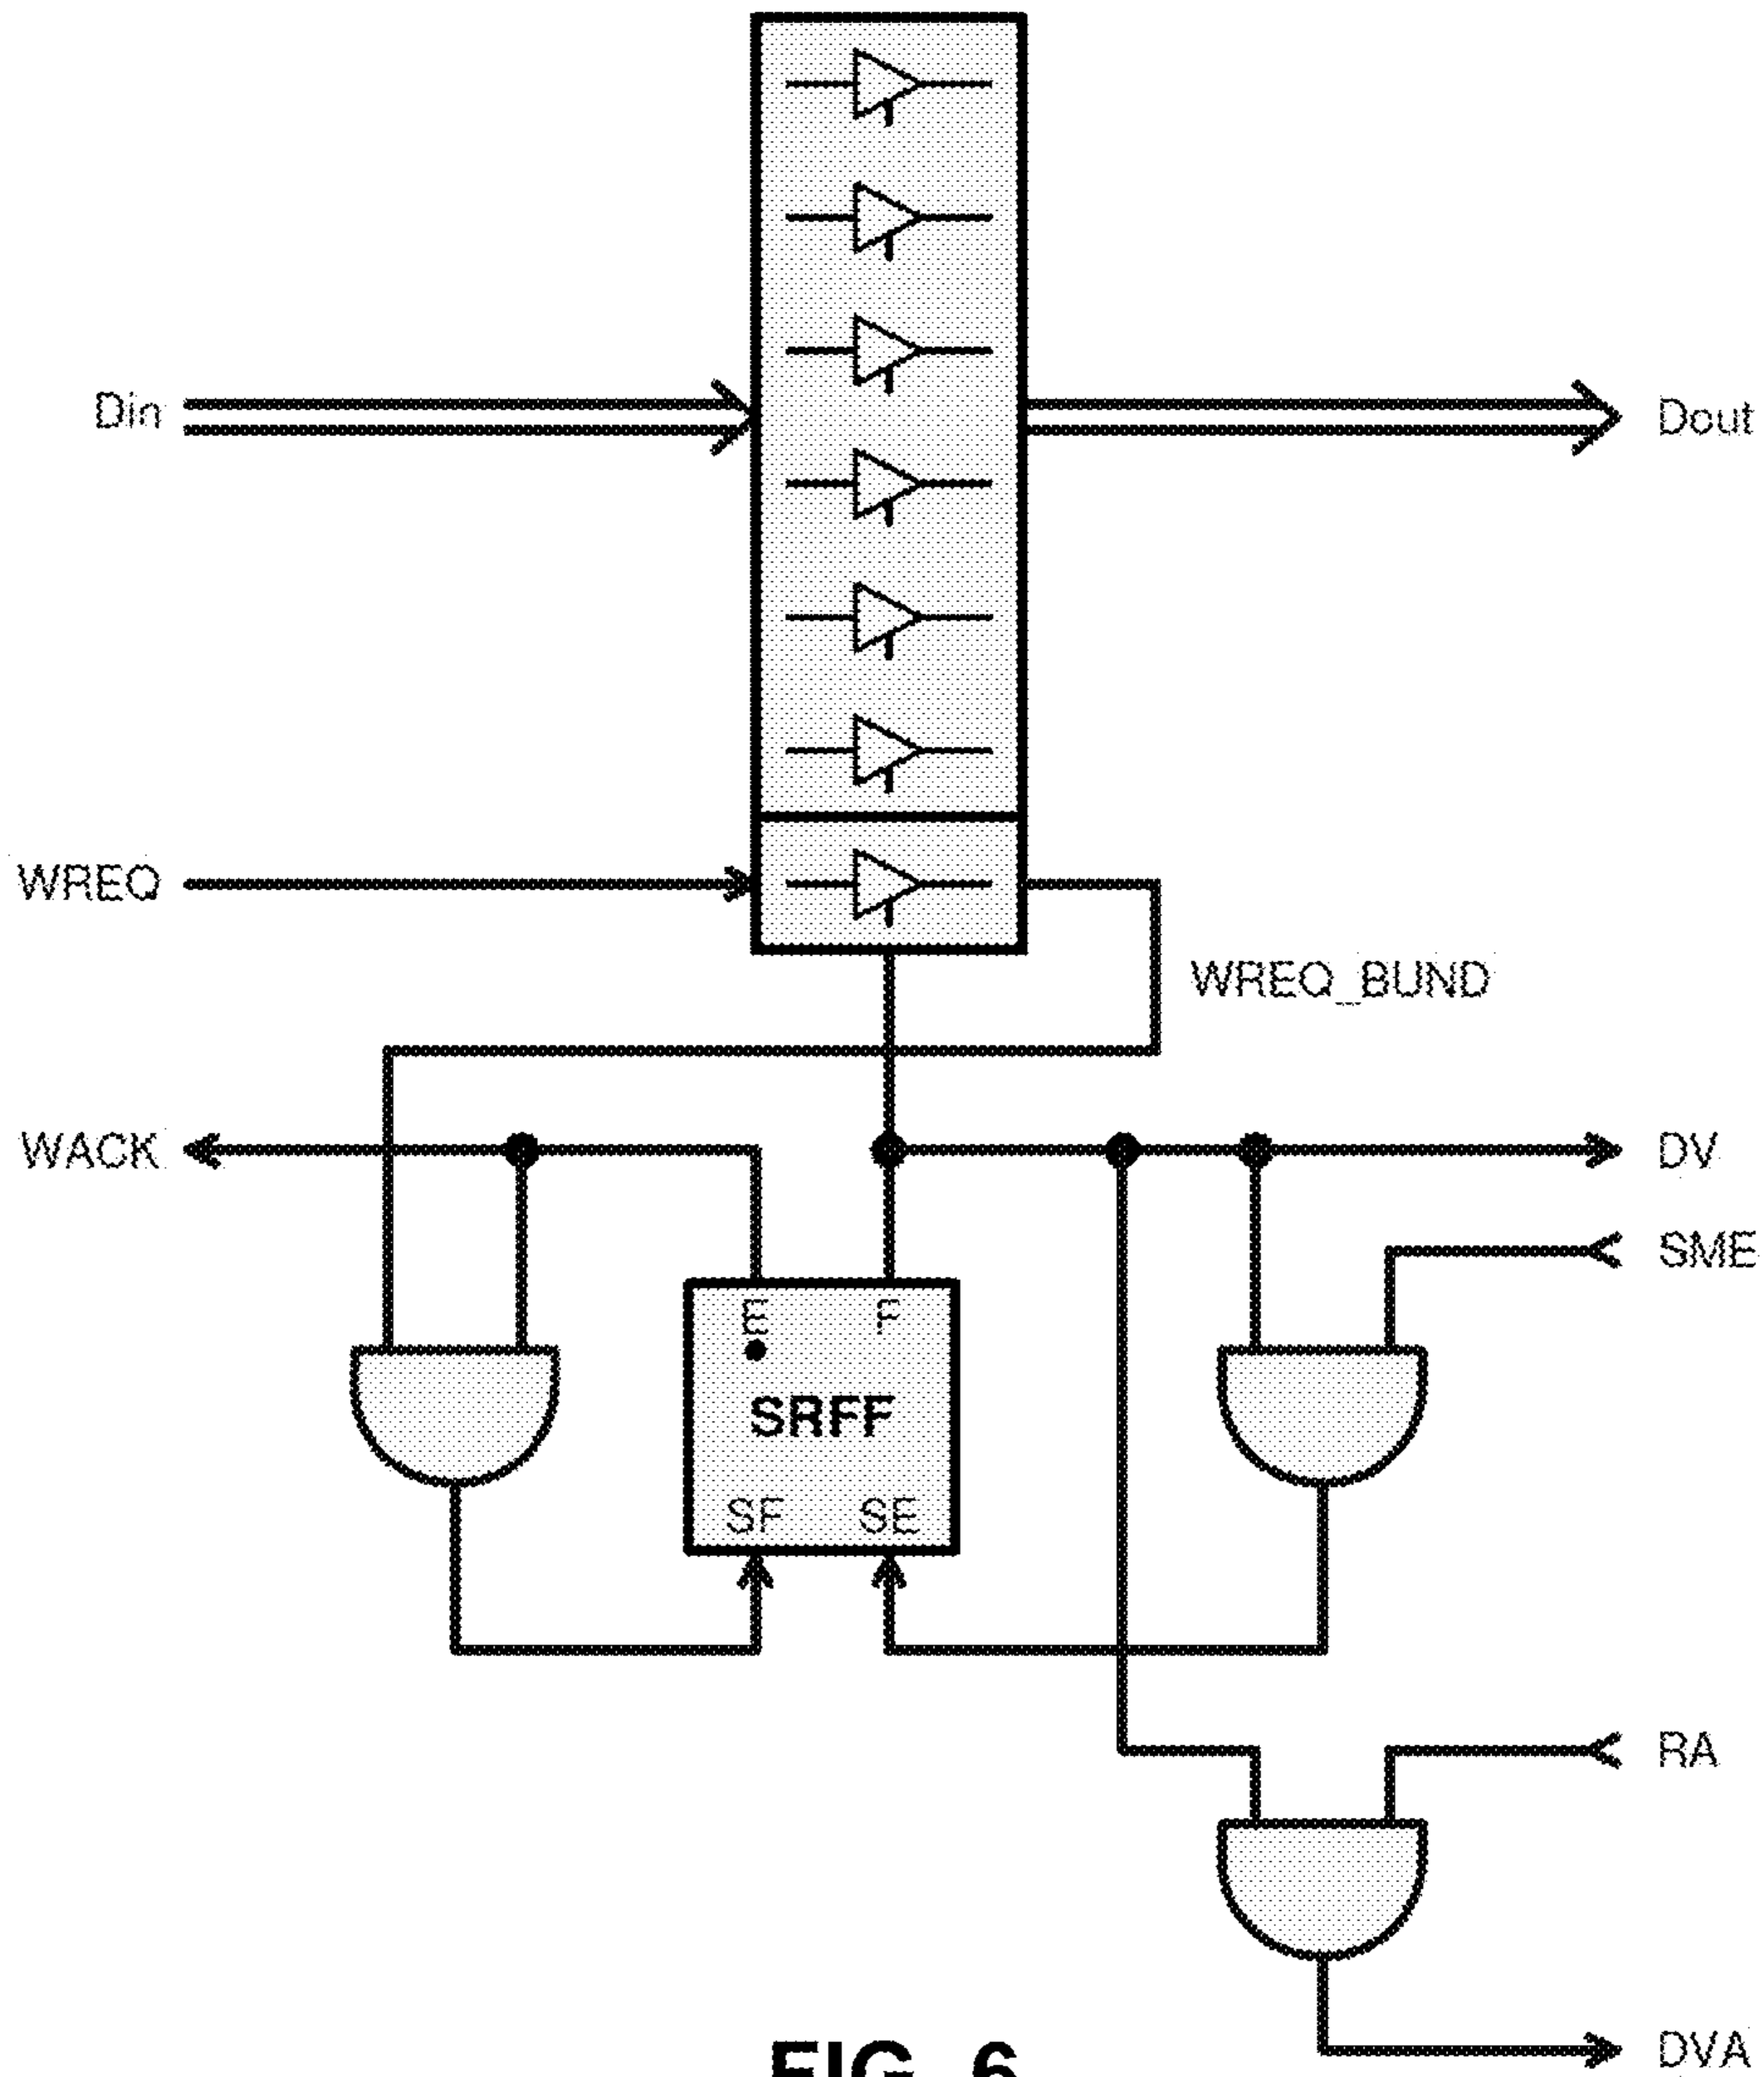 Din
Dout
WREQ
WREQ_BUND
WACK
DV
SME
E F
SRFF
SF SE
RA
DVA
FIG. 6